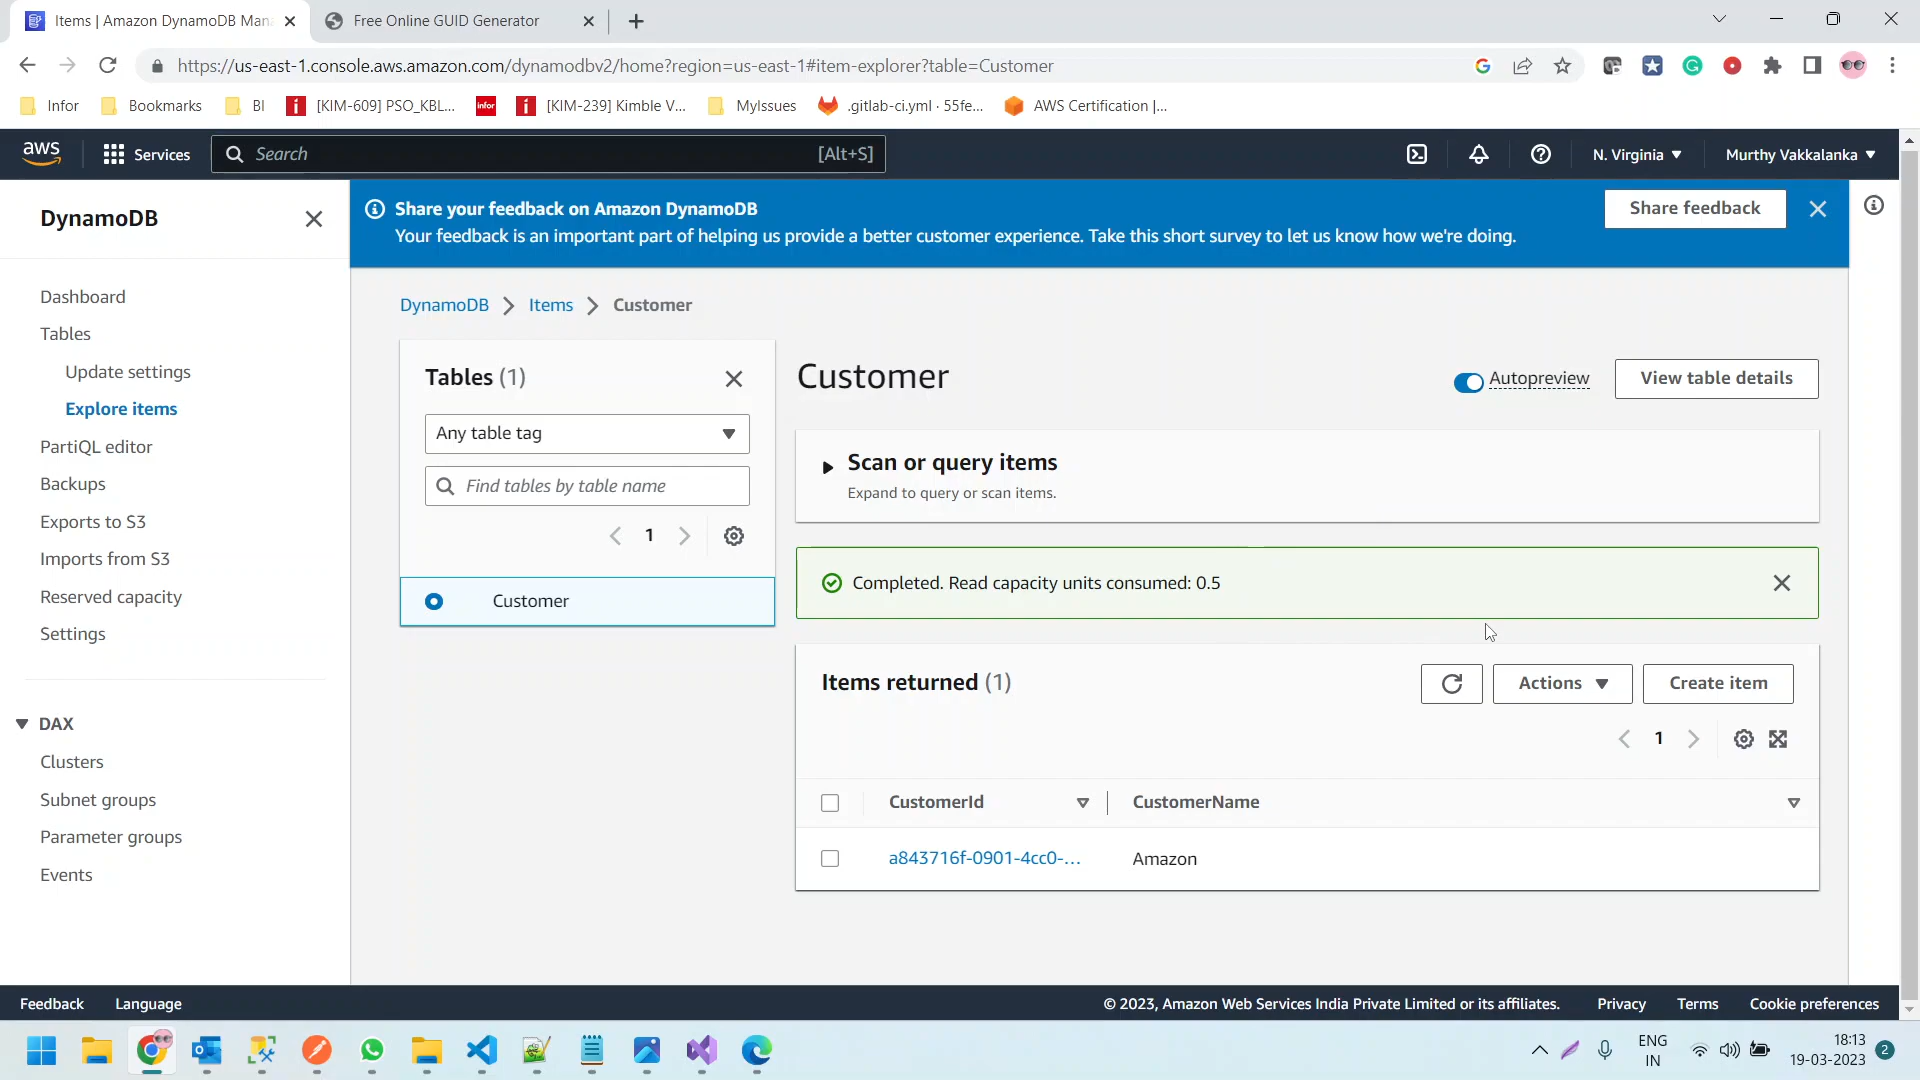 Items | Amazon DynamoDB Man
Free Online GUID Generator
https://us-east-1.console.aws.amazon.com/dynamodbv2/home?region=us-east-1#item-explorer?table=Customer
Infor
Bookmarks
BI
[KIM-609] PSO_KBL...
infor
[KIM-239] Kimble V...
MyIssues
.gitlab-ci.yml · 55fe...
AWS Certification |...
aws
Services
Search
[Alt+S]
N. Virginia
Murthy Vakkalanka
DynamoDB
Share your feedback on Amazon DynamoDB
Your feedback is an important part of helping us provide a better customer experience. Take this short survey to let us know how we're doing.
Share feedback
Dashboard
Tables
Update settings
Explore items
PartiQL editor
Backups
Exports to S3
Imports from S3
Reserved capacity
Settings
DAX
Clusters
Subnet groups
Parameter groups
Events
DynamoDB
Items
Customer
Tables (1)
Any table tag
Find tables by table name
1
Customer
Customer
Autopreview
View table details
Scan or query items
Expand to query or scan items.
Completed. Read capacity units consumed: 0.5
Items returned (1)
Actions
Create item
1
CustomerId
CustomerName
a843716f-0901-4cc0-...
Amazon
Feedback
Language
© 2023, Amazon Web Services India Private Limited or its affiliates.
Privacy
Terms
Cookie preferences
ENG
IN
18:13
19-03-2023
2